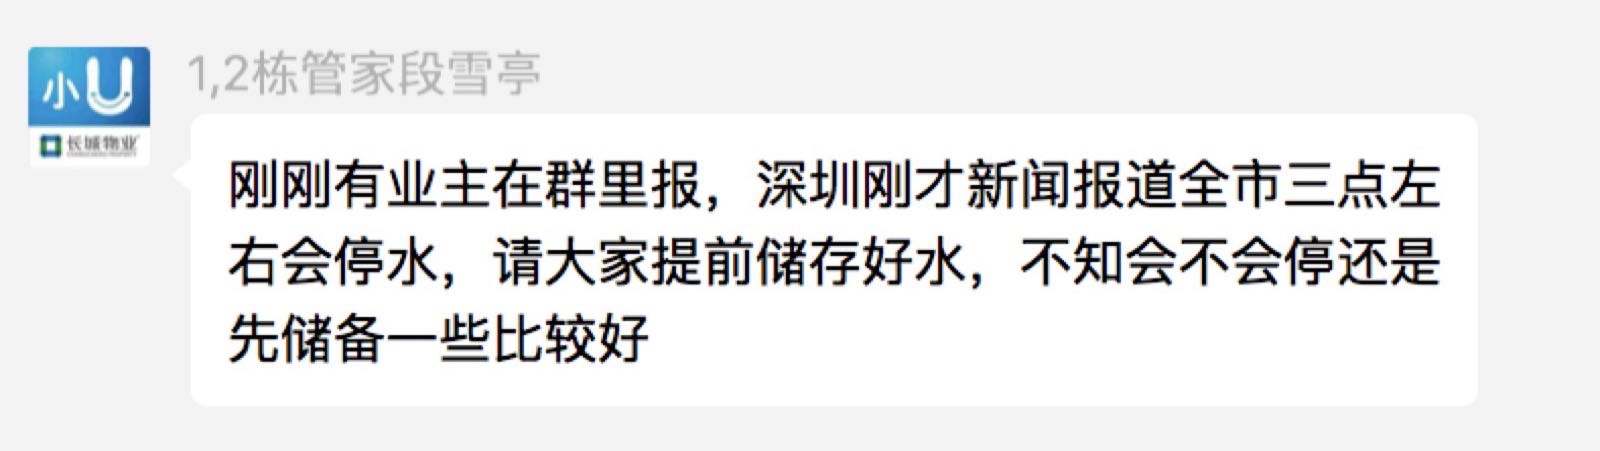 小U
长城物业
1,2栋管家段雪亭
刚刚有业主在群里报，深圳刚才新闻报道全市三点左
右会停水，请大家提前储存好水，不知会不会停还是
先储备一些比较好